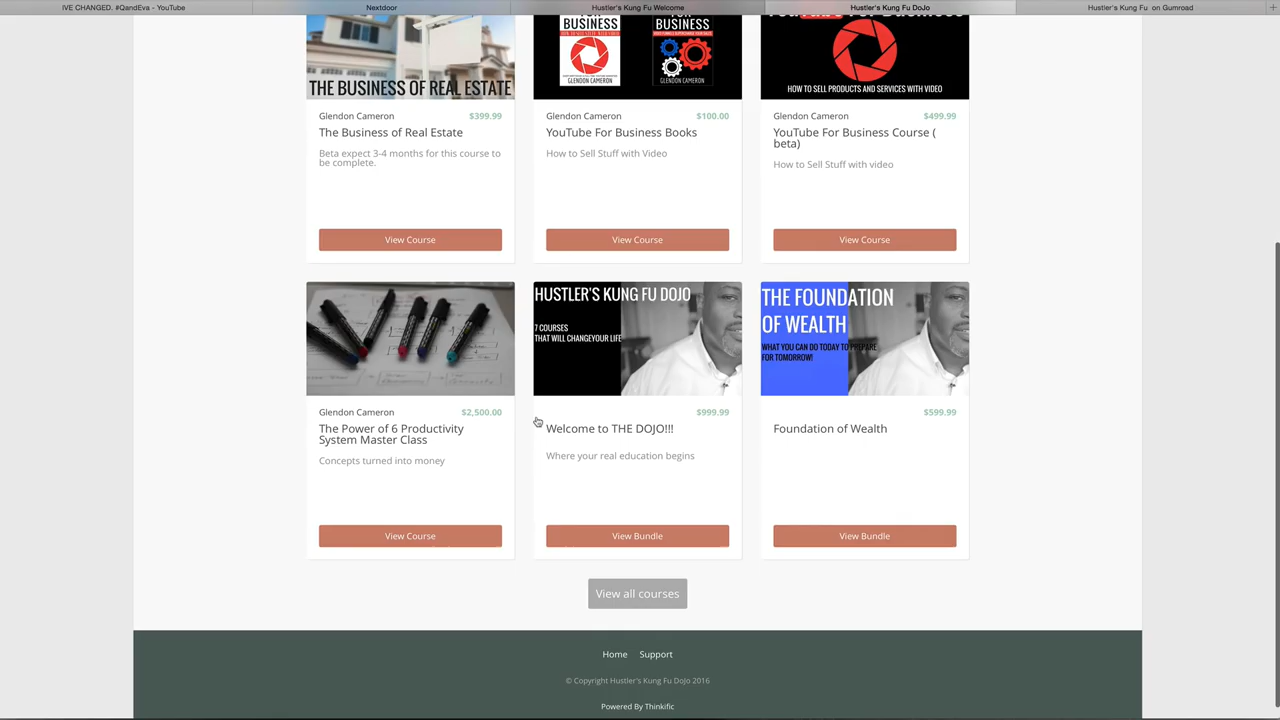 IVE CHANGED. #QandEva - YouTube
Nextdoor
Hustler's Kung Fu Welcome
Hustler's Kung Fu DoJo
Hustler's Kung Fu on Gumroad
THE BUSINESS OF REAL ESTATE
BUSINESS
GLENDON CAMERON
BUSINESS
GLENDON CAMERON
YouTube For Business
HOW TO SELL PRODUCTS AND SERVICES WITH VIDEO
Glendon Cameron $399.99
The Business of Real Estate
Beta expect 3-4 months for this course to
be complete.
View Course
Glendon Cameron $100.00
YouTube For Business Books
How to Sell Stuff with Video
View Course
Glendon Cameron $499.99
YouTube For Business Course (
beta)
How to Sell Stuff with video
View Course
Glendon Cameron $2,500.00
The Power of 6 Productivity
System Master Class
Concepts turned into money
View Course
HUSTLER'S KUNG FU DOJO
7 COURSES
THAT WILL CHANGEYOUR LIFE
$999.99
Welcome to THE DOJO!!!
Where your real education begins
View Bundle
THE FOUNDATION
OF WEALTH
WHAT YOU CAN DO TODAY TO PREPARE
FOR TOMORROW!
$599.99
Foundation of Wealth
View Bundle
View all courses
Home Support
© Copyright Hustler's Kung Fu DoJo 2016
Powered By Thinkific